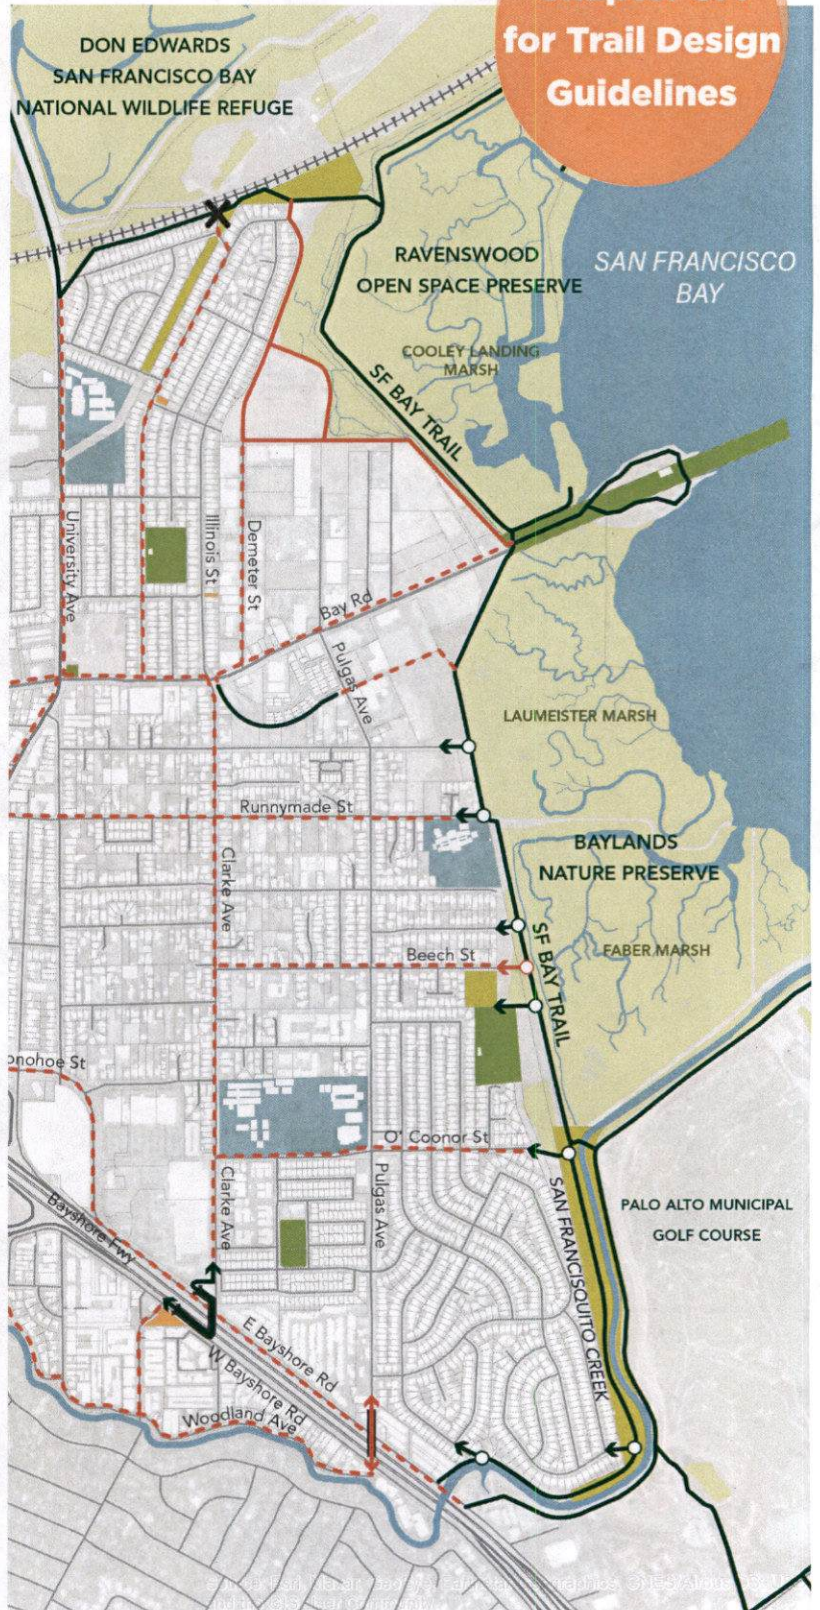 for Trail Design
Guidelines
DON EDWARDS
SAN FRANCISCO BAY
NATIONAL WILDLIFE REFUGE
RAVENSWOOD
OPEN SPACE PRESERVE
SAN FRANCISCO
BAY
COOLEY LANDING
MARSH
SF BAY TRAIL
University Ave
Illinois St
Demeter St
Bay Rd
Pulgas Ave
LAUMEISTER MARSH
Runnymade St
BAYLANDS
NATURE PRESERVE
Clarke Ave
SF BAY TRAIL
FABER MARSH
Beech St
onohoe St
O' Coonor St
Clarke Ave
Pulgas Ave
SAN FRANCISQUITO CREEK
PALO ALTO MUNICIPAL
GOLF COURSE
Bayshore Fwy
E Bayshore Rd
W Bayshore Rd
Woodland Ave